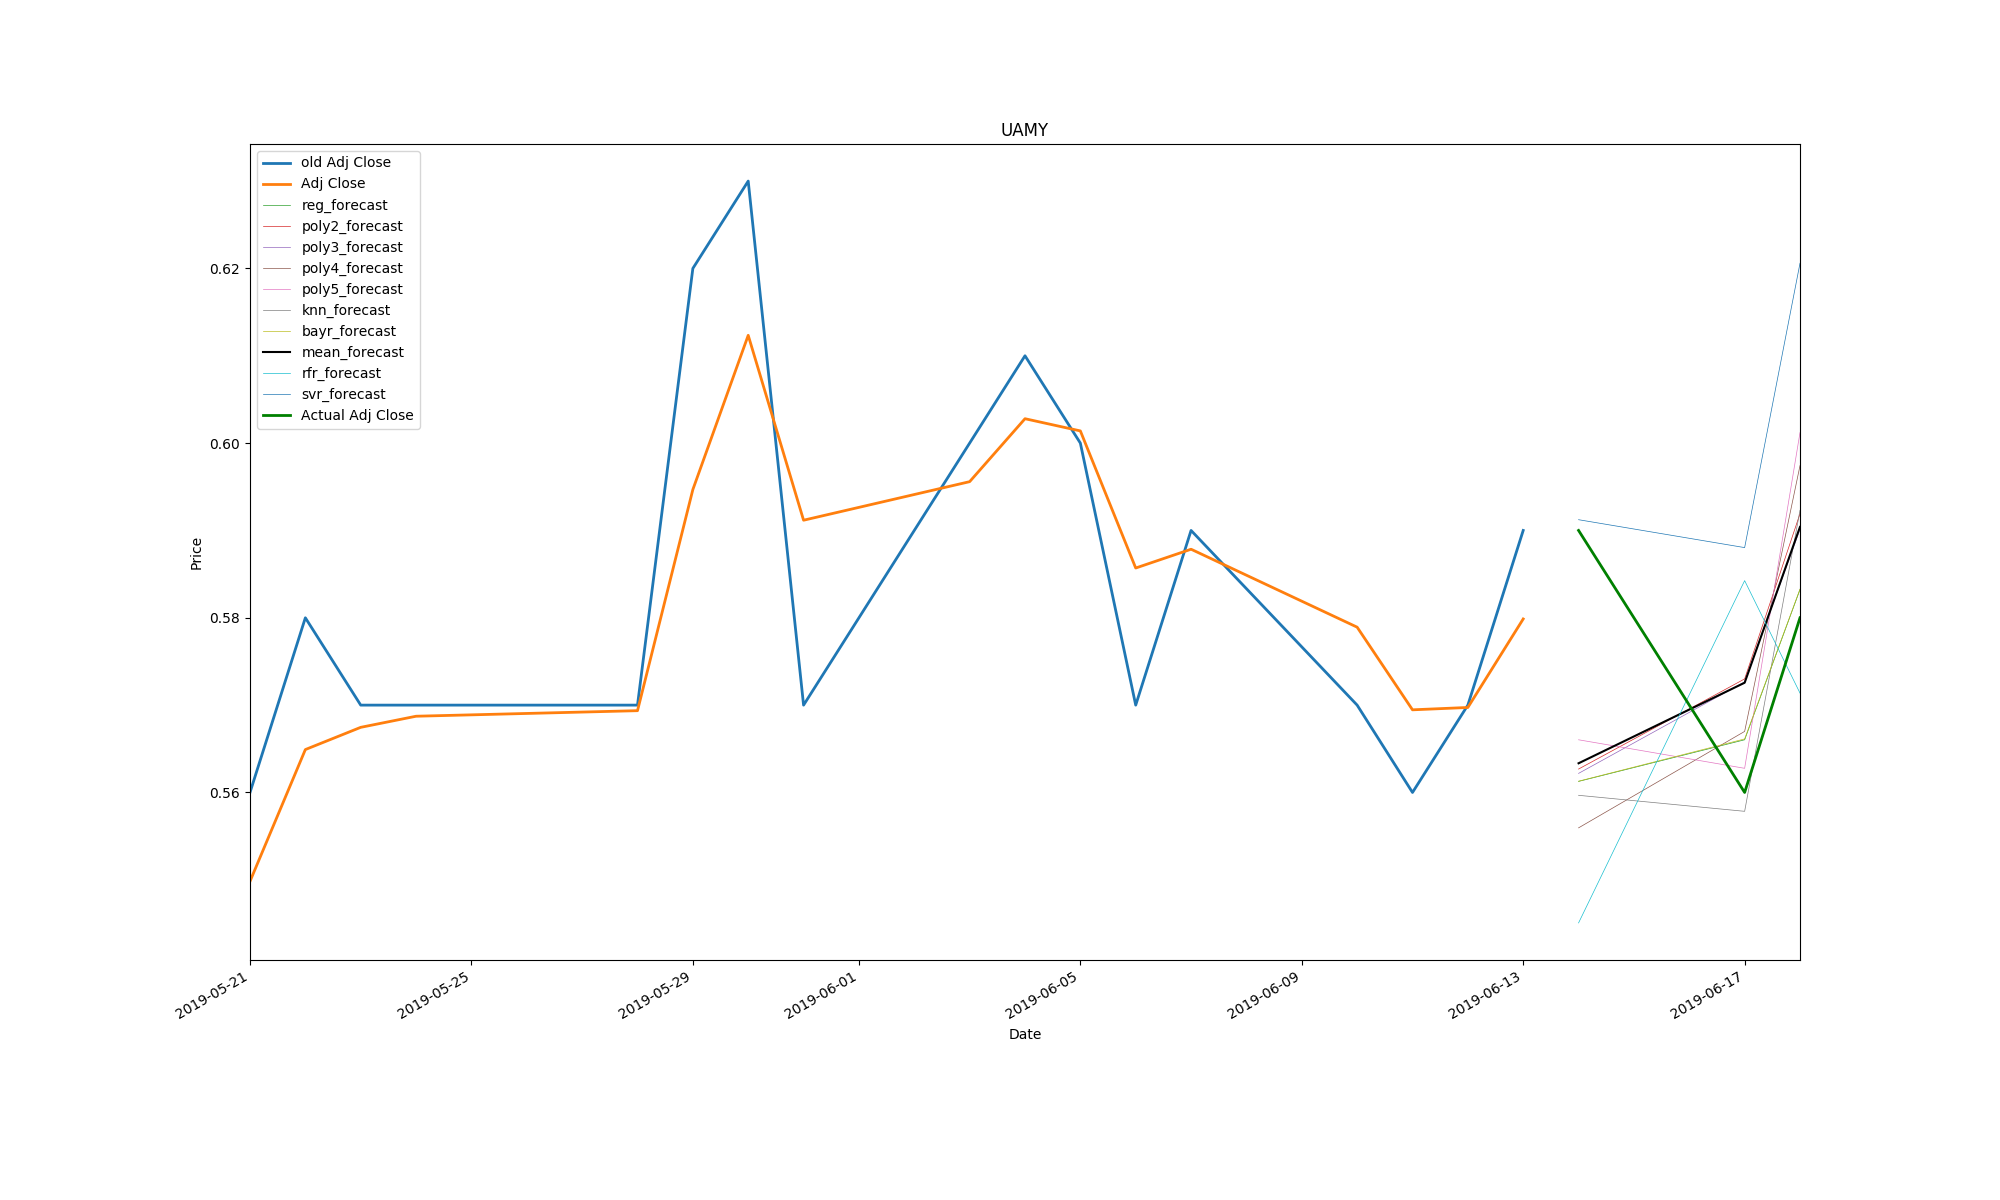 UAMY
old Adj Close
Adj Close
reg_forecast
poly2_forecast
poly3_forecast
poly4_forecast
poly5_forecast
knn_forecast
bayr_forecast
mean_forecast
rfr_forecast
svr_forecast
Actual Adj Close
0.62
0.60
0.58
0.56
Price
2019-05-21
2019-05-25
2019-05-29
2019-06-01
2019-06-05
2019-06-09
2019-06-13
2019-06-17
Date